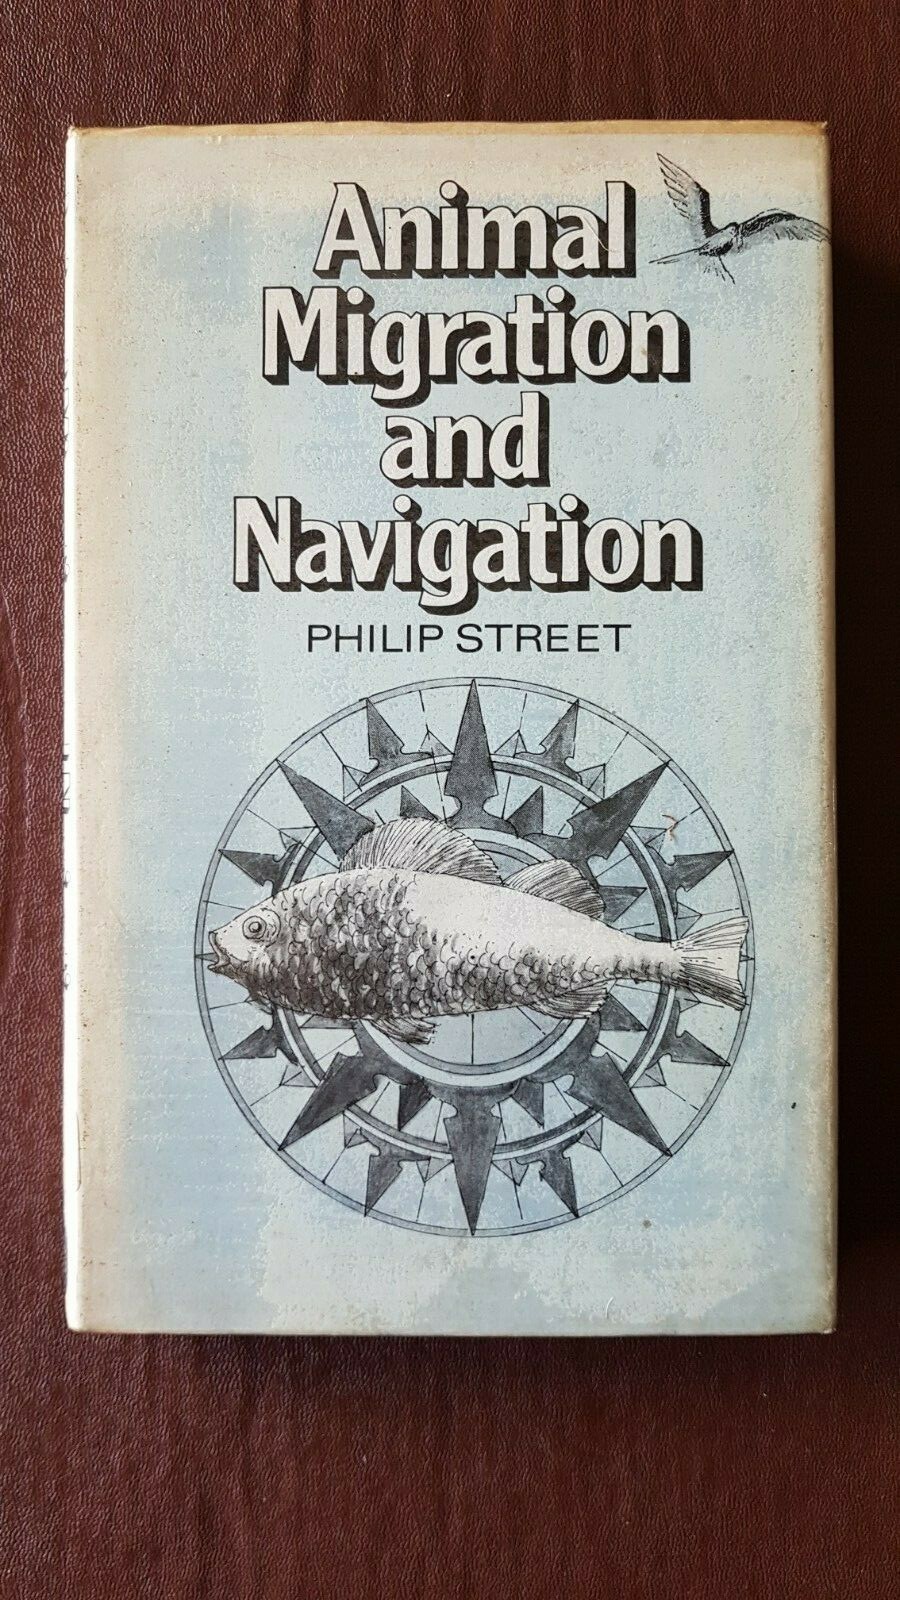 Animal
Migration
and
Navigation
PHILIP STREET